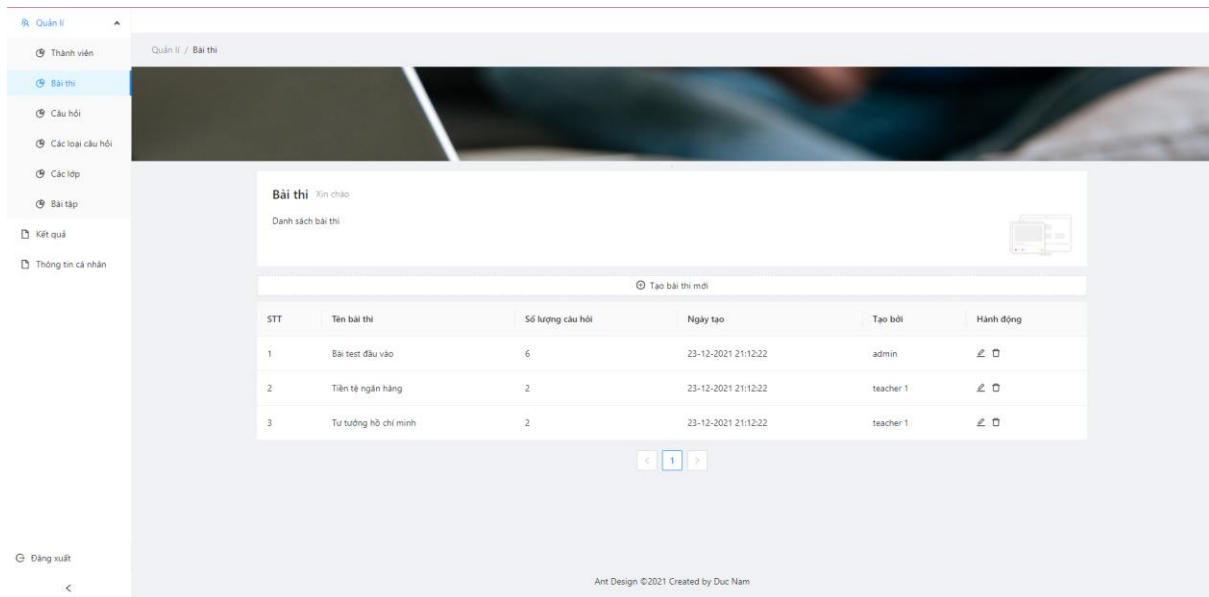 Quản lí
Thành viên
Bài thi
Câu hỏi
Các loại câu hỏi
Các lớp
Bài tập
Kết quả
Thông tin cá nhân
Đăng xuất
Quản lí / Bài thi
Bài thi Xin chào
Danh sách bài thi
Tạo bài thi mới
STT Tên bài thi Số lượng câu hỏi Ngày tạo Tạo bởi Hành động
1 Bài test đầu vào 6 23-12-2021 21:12:22 admin
2 Tiền tệ ngân hàng 2 23-12-2021 21:12:22 teacher 1
3 Tư tưởng hồ chí minh 2 23-12-2021 21:12:22 teacher 1
< 1 >
Ant Design ©2021 Created by Duc Nam